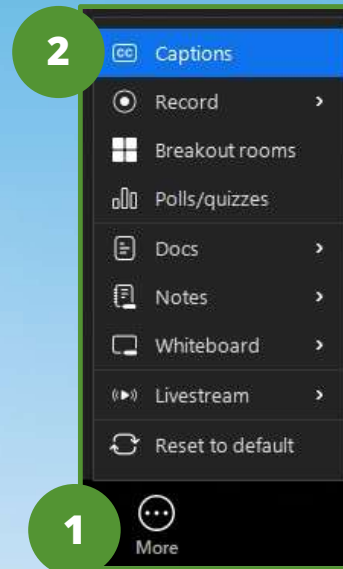 2
CC Captions
Record
Breakout rooms
Polls/quizzes
Docs
Notes
Whiteboard
Livestream
Reset to default
1
More